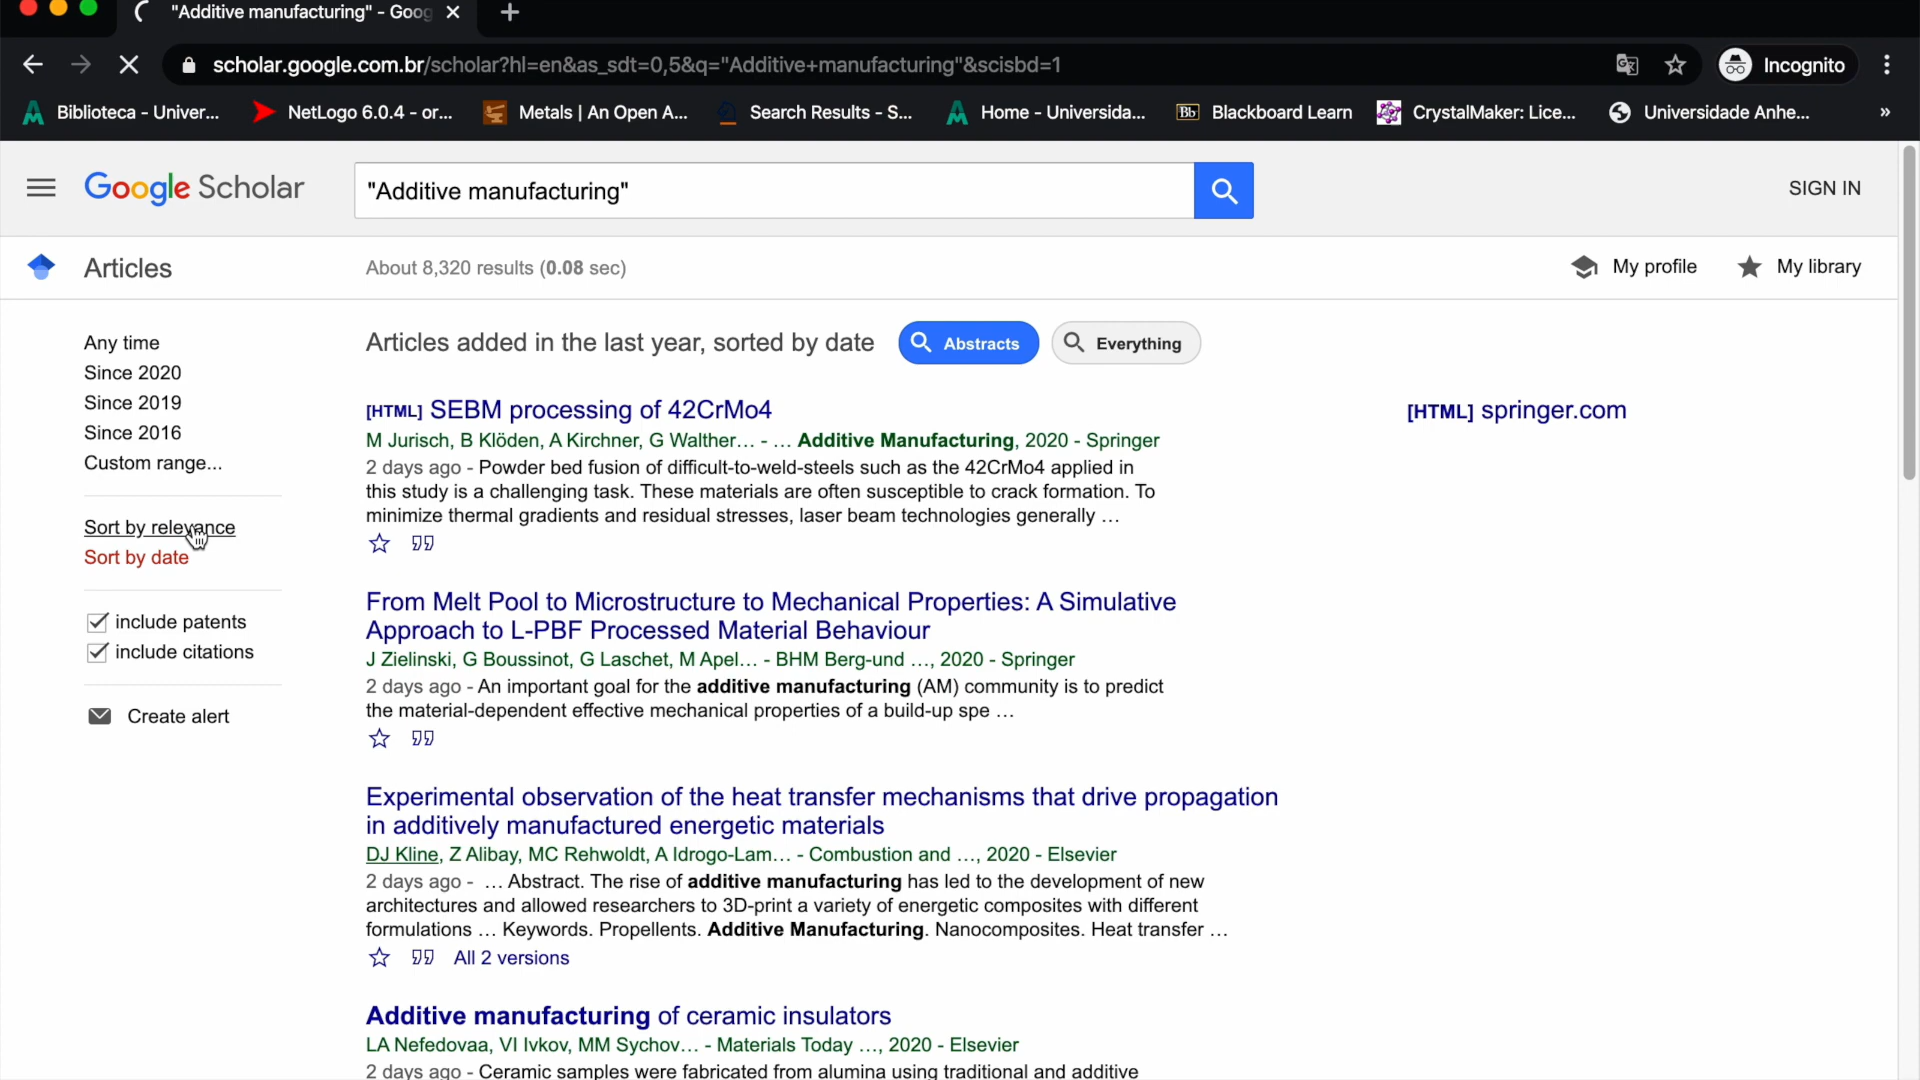 "Additive manufacturing" - Goog
scholar.google.com.br/scholar?hl=en&as_sdt=0,5&q="Additive+manufacturing"&scisbd=1
Incognito
Biblioteca - Univer...
NetLogo 6.0.4 - or...
Metals | An Open A...
Search Results - S...
Home - Universida...
Bb Blackboard Learn
CrystalMaker: Lice...
Universidade Anhe...
»
Google Scholar
"Additive manufacturing"
SIGN IN
Articles
About 8,320 results (0.08 sec)
My profile
My library
Any time
Since 2020
Since 2019
Since 2016
Custom range...
Sort by relevance
Sort by date
include patents
include citations
Create alert
Articles added in the last year, sorted by date
Abstracts
Everything
[HTML] SEBM processing of 42CrMo4
[HTML] springer.com
M Jurisch, B Klöden, A Kirchner, G Walther… - … Additive Manufacturing, 2020 - Springer
2 days ago - Powder bed fusion of difficult-to-weld-steels such as the 42CrMo4 applied in
this study is a challenging task. These materials are often susceptible to crack formation. To
minimize thermal gradients and residual stresses, laser beam technologies generally …
From Melt Pool to Microstructure to Mechanical Properties: A Simulative
Approach to L-PBF Processed Material Behaviour
J Zielinski, G Boussinot, G Laschet, M Apel… - BHM Berg-und …, 2020 - Springer
2 days ago - An important goal for the additive manufacturing (AM) community is to predict
the material-dependent effective mechanical properties of a build-up spe …
Experimental observation of the heat transfer mechanisms that drive propagation
in additively manufactured energetic materials
DJ Kline, Z Alibay, MC Rehwoldt, A Idrogo-Lam… - Combustion and …, 2020 - Elsevier
2 days ago - … Abstract. The rise of additive manufacturing has led to the development of new
architectures and allowed researchers to 3D-print a variety of energetic composites with different
formulations … Keywords. Propellents. Additive Manufacturing. Nanocomposites. Heat transfer …
All 2 versions
Additive manufacturing of ceramic insulators
LA Nefedovaa, VI Ivkov, MM Sychov… - Materials Today …, 2020 - Elsevier
2 days ago - Ceramic samples were fabricated from alumina using traditional and additive